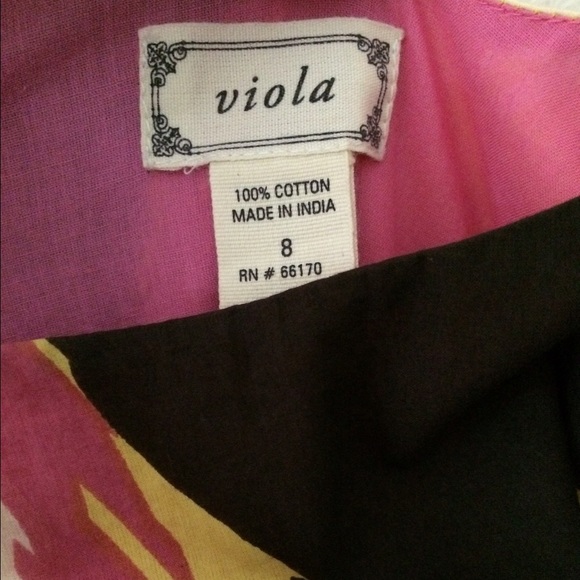 viola
100% COTTON
MADE IN INDIA
8
RN # 66170